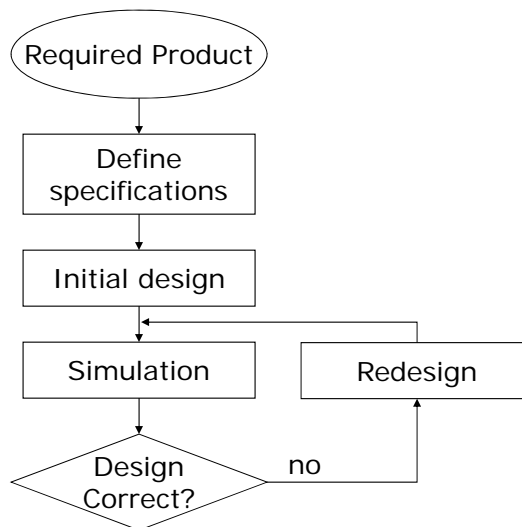 Required Product
Define
specifications
Initial design
Simulation
Redesign
Design
Correct?
no